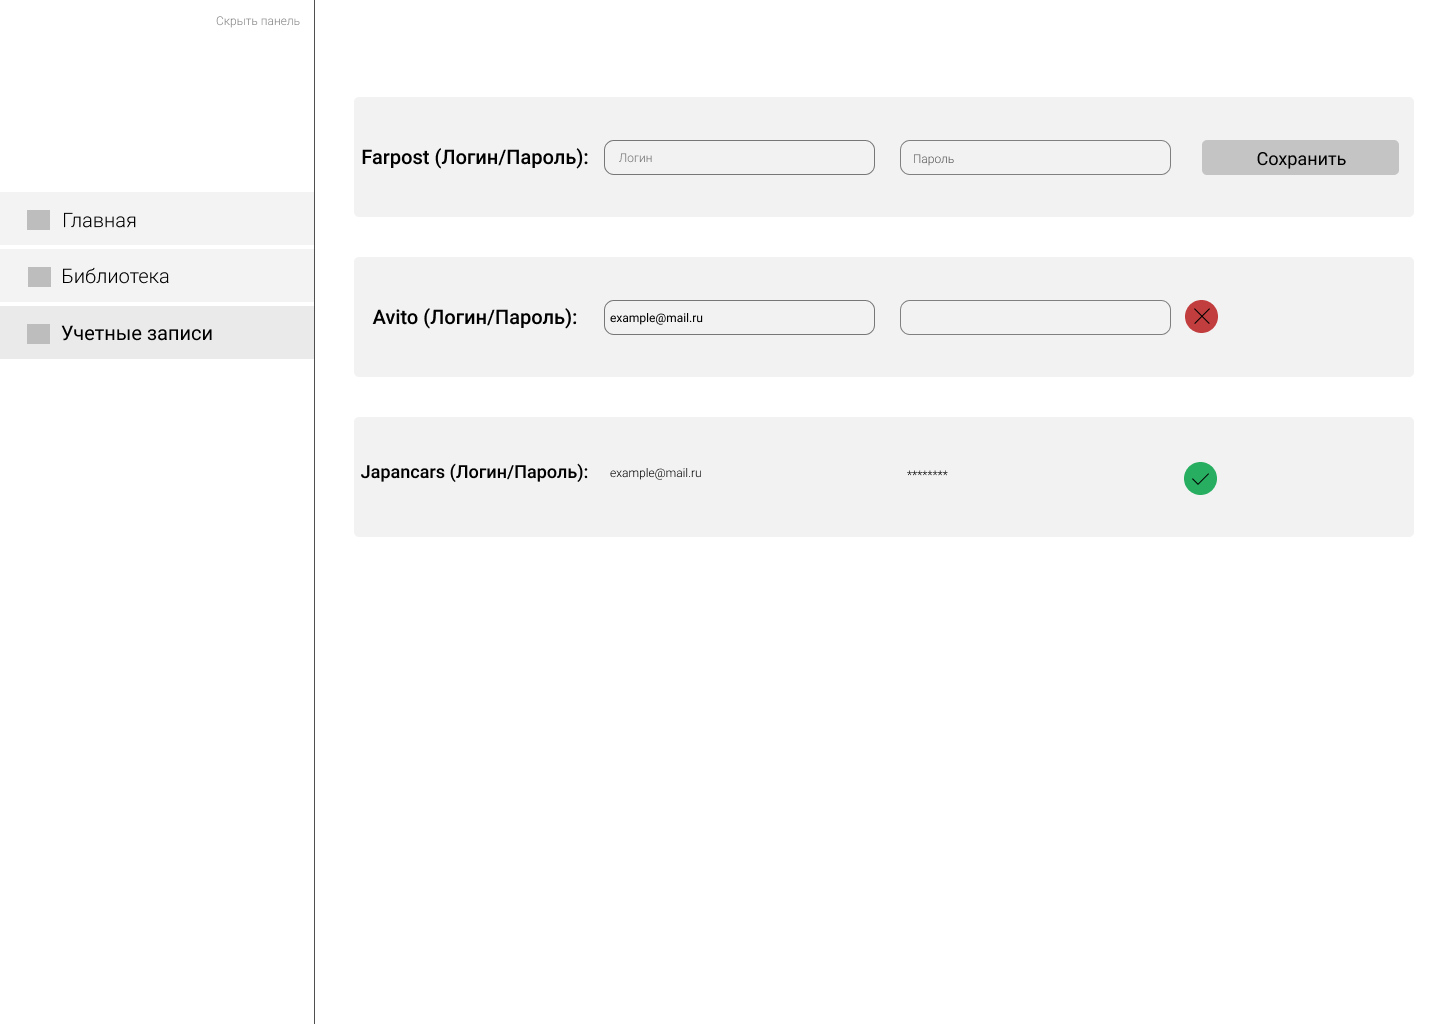 Скрыть панель
Главная
Библиотека
Учетные записи
Farpost (Логин/Пароль): Логин Пароль Сохранить
Avito (Логин/Пароль): example@mail.ru
Japancars (Логин/Пароль): example@mail.ru ********